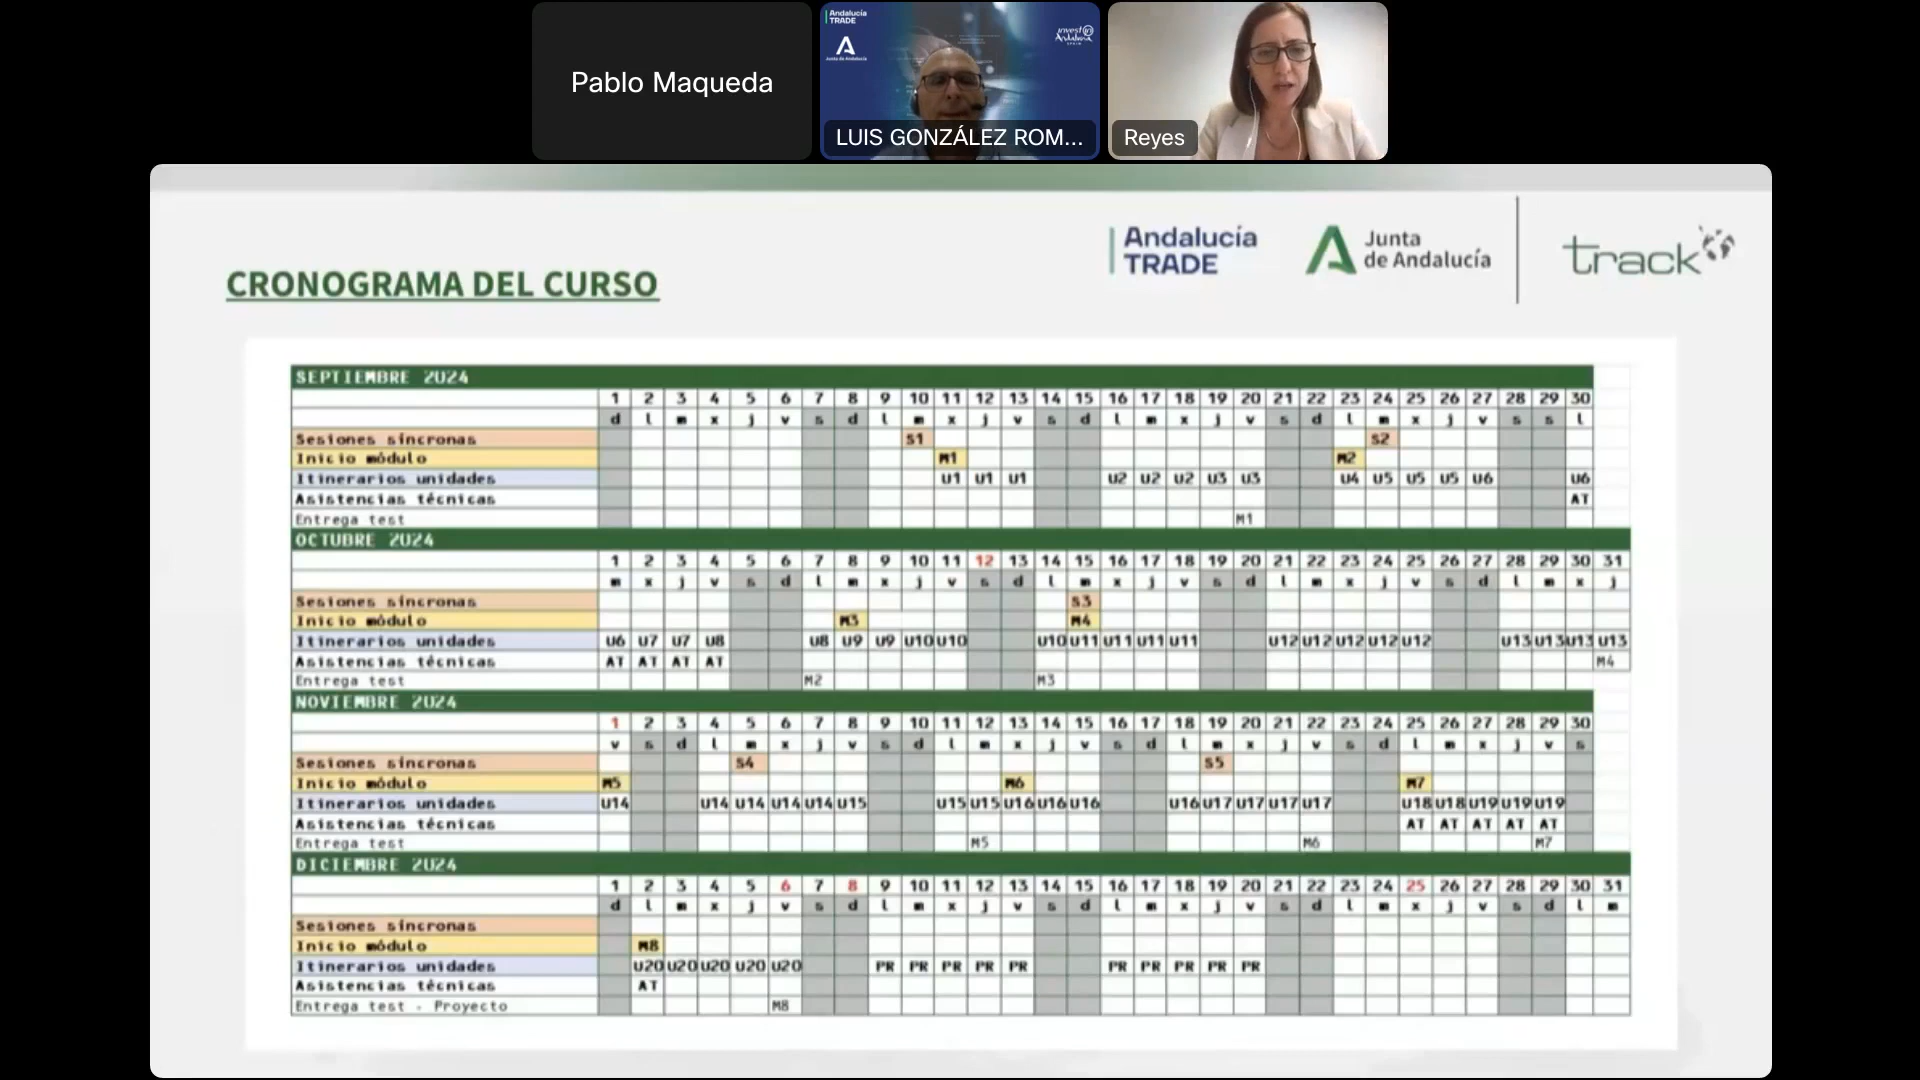 Pablo Maqueda
Andalucía
TRADE
Junta de Andalucía
invest in
Andalucía
SPAIN
LUIS GONZÁLEZ ROM...
Reyes
Andalucía
TRADE
Junta
de Andalucía
track
CRONOGRAMA DEL CURSO
SEPTIEMBRE 2024
1 2 3 4 5 6 7 8 9 10 11 12 13 14 15 16 17 18 19 20 21 22 23 24 25 26 27 28 29 30
d l m x j v s d l m x j v s d l m x j v s d l m x j v s s l
Sesiones síncronas S1 S2
Inicio módulo M1 M2
Itinerarios unidades U1 U1 U1 U2 U2 U2 U3 U3 U4 U5 U5 U5 U6 U6
Asistencias técnicas AT
Entrega test M1
OCTUBRE 2024
1 2 3 4 5 6 7 8 9 10 11 12 13 14 15 16 17 18 19 20 21 22 23 24 25 26 27 28 29 30 31
m x j v s d l m x j v s d l m x j v s d l m x j v s d l m x j
Sesiones síncronas S3
Inicio módulo M3 M4
Itinerarios unidades U6 U7 U7 U8 U8 U9 U9 U10 U10 U10 U11 U11 U11 U11 U12 U12 U12 U12 U12 U13 U13 U13 U13
Asistencias técnicas AT AT AT AT M4
Entrega test M2 M3
NOVIEMBRE 2024
1 2 3 4 5 6 7 8 9 10 11 12 13 14 15 16 17 18 19 20 21 22 23 24 25 26 27 28 29 30
v s d l m x j v s d l m x j v s d l m x j v s d l m x j v s
Sesiones síncronas S4 S5
Inicio módulo M5 M6 M7
Itinerarios unidades U14 U14 U14 U14 U14 U15 U15 U15 U16 U16 U16 U16 U17 U17 U17 U17 U18 U18 U19 U19 U19
Asistencias técnicas AT AT AT AT AT
Entrega test M5 M6 M7
DICIEMBRE 2024
1 2 3 4 5 6 7 8 9 10 11 12 13 14 15 16 17 18 19 20 21 22 23 24 25 26 27 28 29 30 31
d l m x j v s d l m x j v s d l m x j v s d l m x j v s d l m
Sesiones síncronas
Inicio módulo M8
Itinerarios unidades U20 U20 U20 U20 U20 PR PR PR PR PR PR PR PR PR PR
Asistencias técnicas AT
Entrega test - Proyecto M8